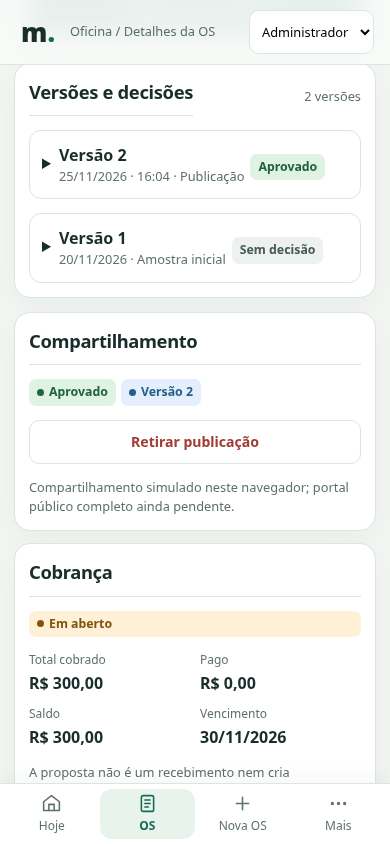 m. Oficina / Detalhes da OS Administrador
Versões e decisões 2 versões
Versão 2
25/11/2026 · 16:04 · Publicação Aprovado
Versão 1
20/11/2026 · Amostra inicial Sem decisão
Compartilhamento
Aprovado Versão 2
Retirar publicação
Compartilhamento simulado neste navegador; portal
público completo ainda pendente.
Cobrança
Em aberto
Total cobrado Pago
R$ 300,00 R$ 0,00
Saldo Vencimento
R$ 300,00 30/11/2026
A proposta não é um recebimento nem cria
Hoje OS Nova OS Mais